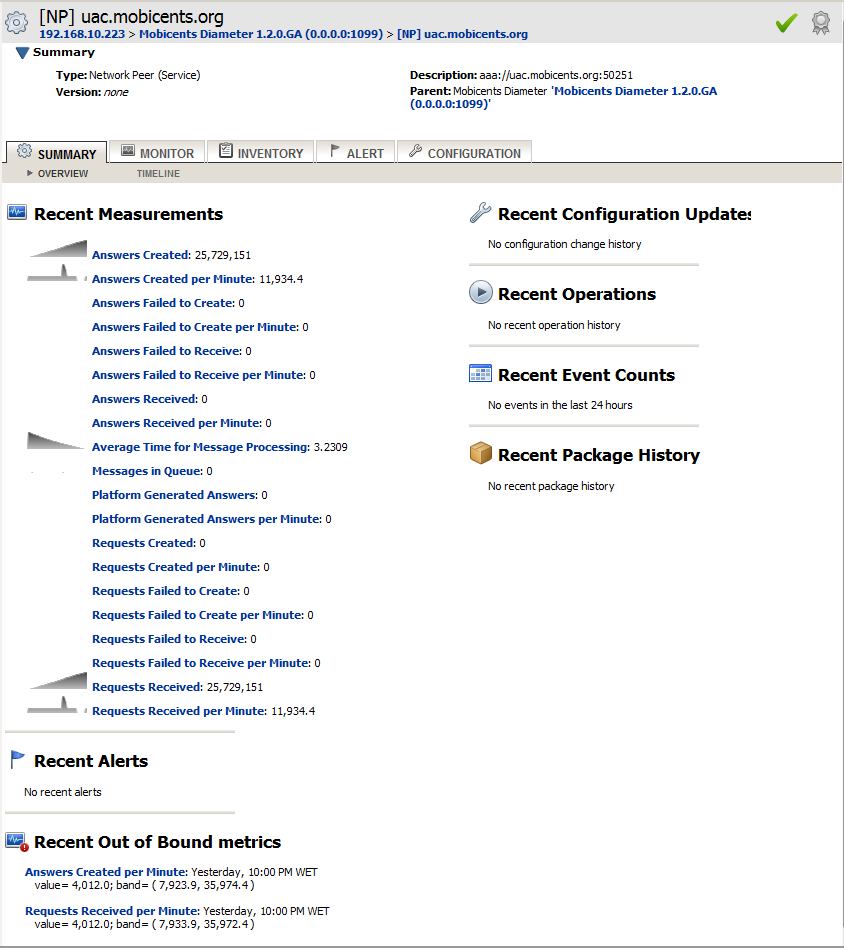 [NP] uac.mobicents.org
192.168.10.223 > Mobicents Diameter 1.2.0.GA (0.0.0.0:1099) > [NP] uac.mobicents.org
Summary
Type: Network Peer (Service)
Version: none
Description: aaa://uac.mobicents.org:50251
Parent: Mobicents Diameter 'Mobicents Diameter 1.2.0.GA
(0.0.0.0:1099)'
SUMMARY MONITOR INVENTORY ALERT CONFIGURATION
OVERVIEW TIMELINE
Recent Measurements
Answers Created: 25,729,151
Answers Created per Minute: 11,934.4
Answers Failed to Create: 0
Answers Failed to Create per Minute: 0
Answers Failed to Receive: 0
Answers Failed to Receive per Minute: 0
Answers Received: 0
Answers Received per Minute: 0
Average Time for Message Processing: 3.2309
Messages in Queue: 0
Platform Generated Answers: 0
Platform Generated Answers per Minute: 0
Requests Created: 0
Requests Created per Minute: 0
Requests Failed to Create: 0
Requests Failed to Create per Minute: 0
Requests Failed to Receive: 0
Requests Failed to Receive per Minute: 0
Requests Received: 25,729,151
Requests Received per Minute: 11,934.4
Recent Alerts
No recent alerts
Recent Out of Bound metrics
Answers Created per Minute: Yesterday, 10:00 PM WET
value= 4,012.0; band= ( 7,923.9, 35,974.4 )
Requests Received per Minute: Yesterday, 10:00 PM WET
value= 4,012.0; band= ( 7,933.9, 35,972.4 )
Recent Configuration Updates
No configuration change history
Recent Operations
No recent operation history
Recent Event Counts
No events in the last 24 hours
Recent Package History
No recent package history